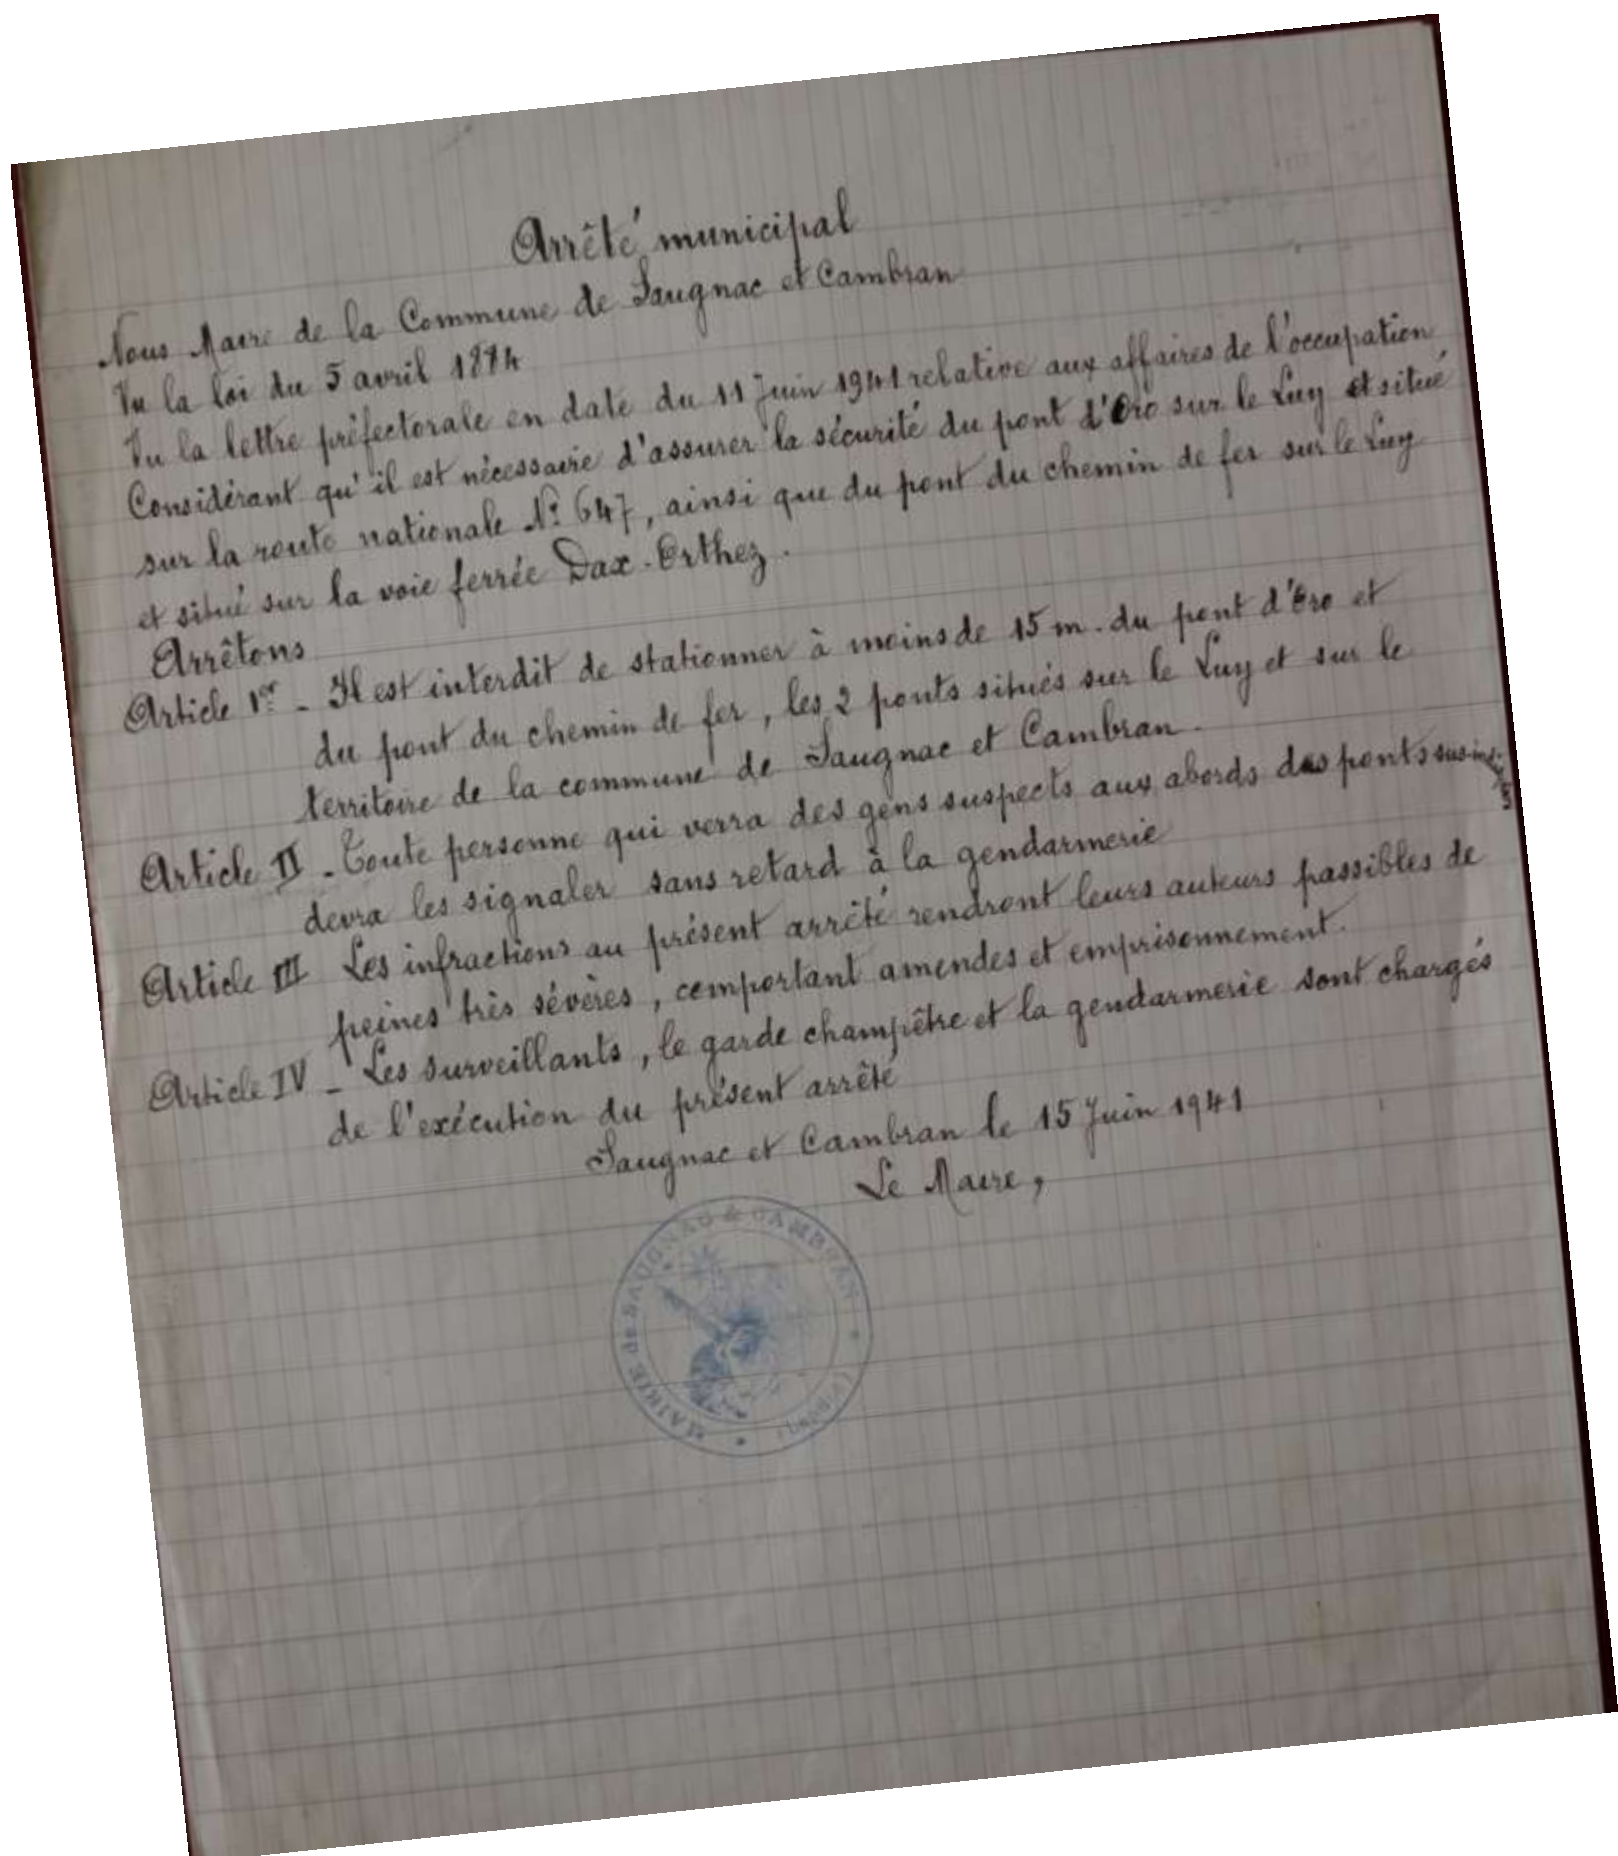 Arrêté municipal
Nous Maire de la Commune de Saugnac et Cambran
Vu la loi du 5 avril 1884
Vu la lettre préfectorale en date du 11 Juin 1941 relative aux affaires de l'occupation
Considérant qu'il est nécessaire d'assurer la sécurité du pont d'Oro sur le Luy et situé
sur la route nationale N° 647, ainsi que du pont du chemin de fer sur le Luy
et situé sur la voie ferrée Dax-Orthez.
Arrêtons
Article 1er - Il est interdit de stationner à moins de 15 m. du pont d'Oro et
du pont du chemin de fer, les 2 ponts situés sur le Luy et sur le
territoire de la commune de Saugnac et Cambran.
Article II - Toute personne qui verra des gens suspects aux abords des ponts sus-indiqués
devra les signaler sans retard à la gendarmerie
Article III Les infractions au présent arrêté rendront leurs auteurs passibles de
peines très sévères, comportant amendes et emprisonnement.
Article IV - Les surveillants, le garde champêtre et la gendarmerie sont chargés
de l'exécution du présent arrêté
Saugnac et Cambran le 15 Juin 1941
Le Maire,
MAIRIE de SAUGNAC & CAMBRAN * (Landes) *